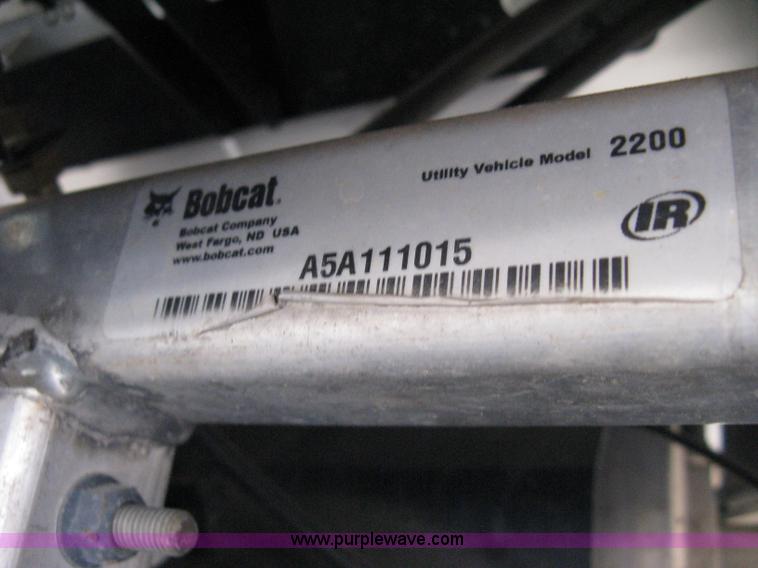 Bobcat
Bobcat Company
West Fargo, ND USA
www.bobcat.com
Utility Vehicle Model 2200
IR
A5A111015
www.purplewave.com